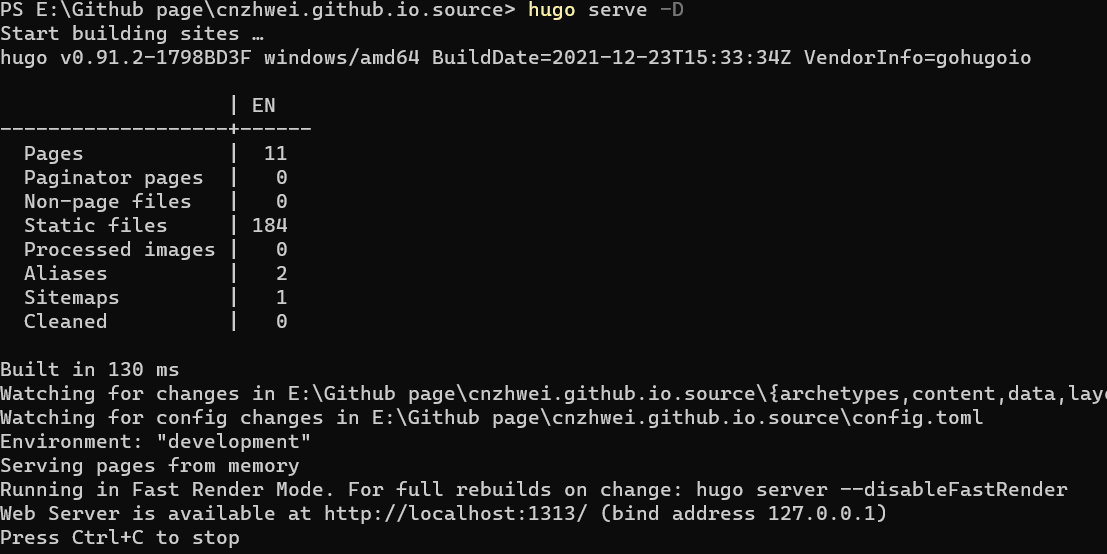 PS E:\Github page\cnzhwei.github.io.source> hugo serve -D
Start building sites …
hugo v0.91.2-1798BD3F windows/amd64 BuildDate=2021-12-23T15:33:34Z VendorInfo=gohugoio
                   | EN
-------------------+------
  Pages            |  11
  Paginator pages  |   0
  Non-page files   |   0
  Static files     | 184
  Processed images |   0
  Aliases          |   2
  Sitemaps         |   1
  Cleaned          |   0
Built in 130 ms
Watching for changes in E:\Github page\cnzhwei.github.io.source\{archetypes,content,data,lay
Watching for config changes in E:\Github page\cnzhwei.github.io.source\config.toml
Environment: "development"
Serving pages from memory
Running in Fast Render Mode. For full rebuilds on change: hugo server --disableFastRender
Web Server is available at http://localhost:1313/ (bind address 127.0.0.1)
Press Ctrl+C to stop